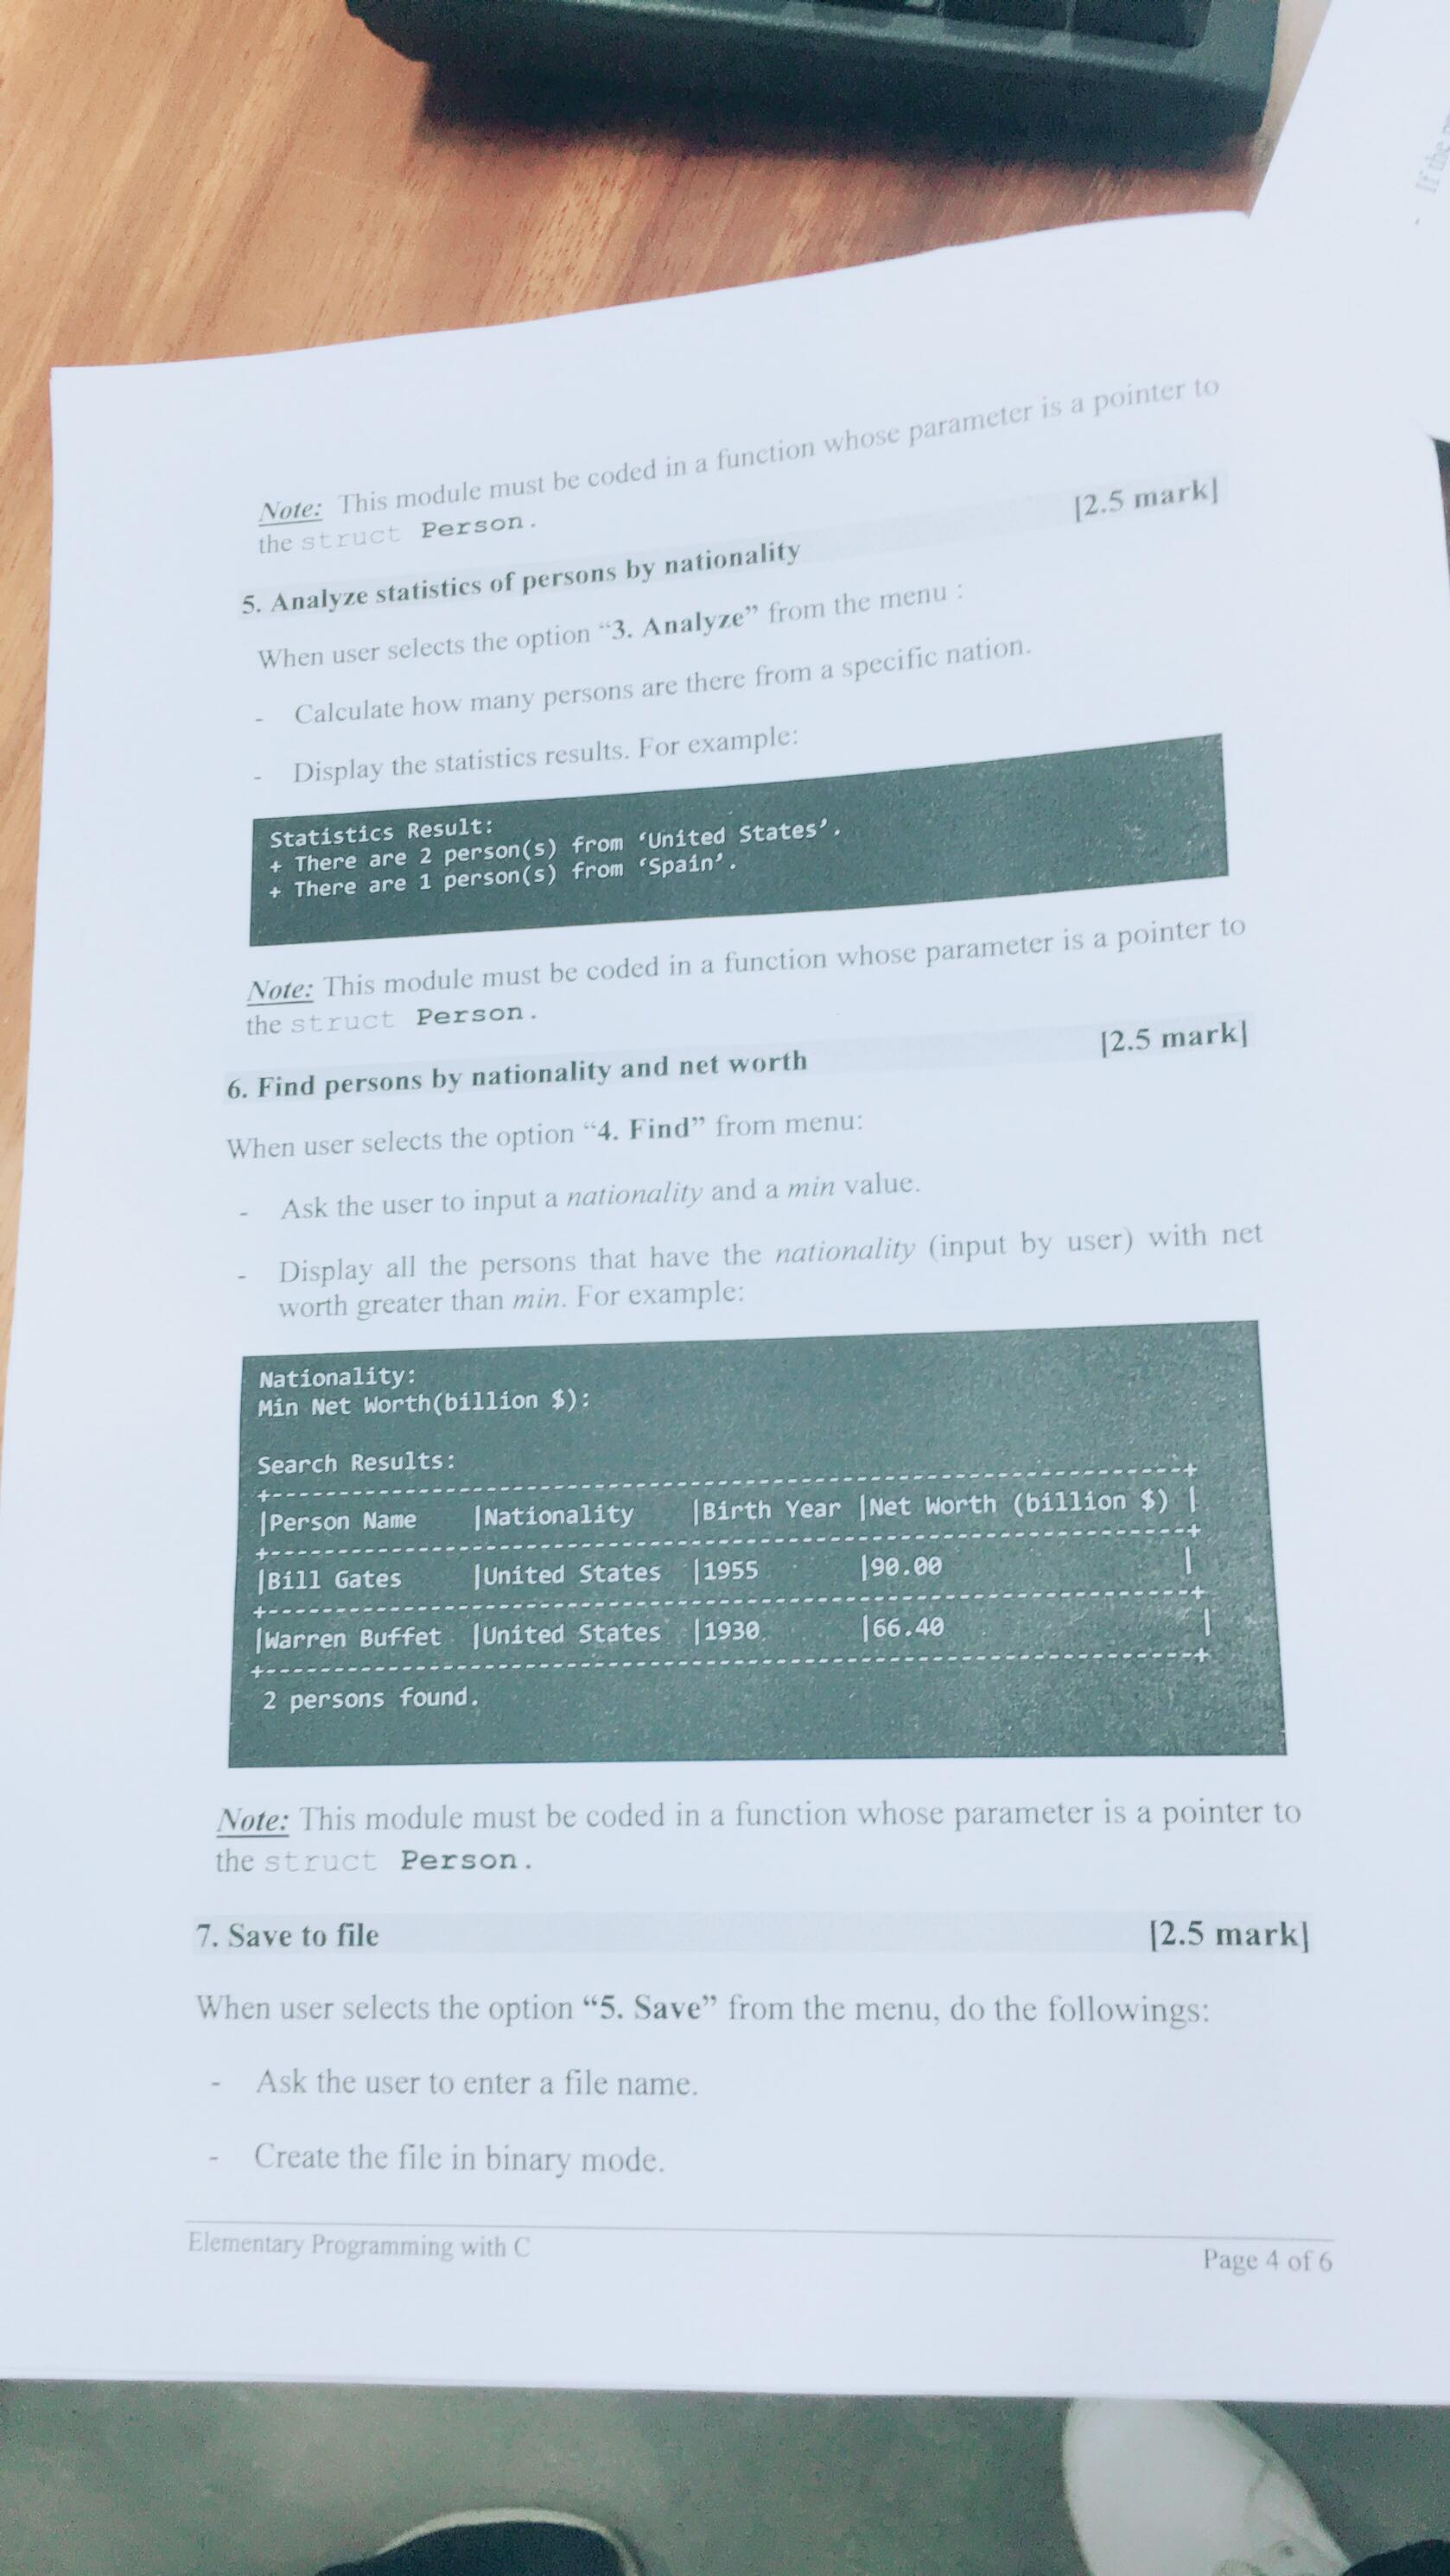 If the
Note: This module must be coded in a function whose parameter is a pointer to
the struct Person.
5. Analyze statistics of persons by nationality [2.5 mark]
When user selects the option “3. Analyze” from the menu :
- Calculate how many persons are there from a specific nation.
- Display the statistics results. For example:
Statistics Result:
+ There are 2 person(s) from ‘United States’.
+ There are 1 person(s) from ‘Spain’.
Note: This module must be coded in a function whose parameter is a pointer to
the struct Person.
6. Find persons by nationality and net worth [2.5 mark]
When user selects the option “4. Find” from menu:
- Ask the user to input a nationality and a min value.
- Display all the persons that have the nationality (input by user) with net
worth greater than min. For example:
Nationality:
Min Net Worth(billion $):
Search Results:
+-----------------------------------------------------------------------+
|Person Name |Nationality |Birth Year |Net Worth (billion $) |
+-----------------------------------------------------------------------+
|Bill Gates |United States |1955 |90.00 |
+-----------------------------------------------------------------------+
|Warren Buffet |United States |1930 |66.40 |
+-----------------------------------------------------------------------+
2 persons found.
Note: This module must be coded in a function whose parameter is a pointer to
the struct Person.
7. Save to file [2.5 mark]
When user selects the option “5. Save” from the menu, do the followings:
- Ask the user to enter a file name.
- Create the file in binary mode.
Elementary Programming with C
Page 4 of 6